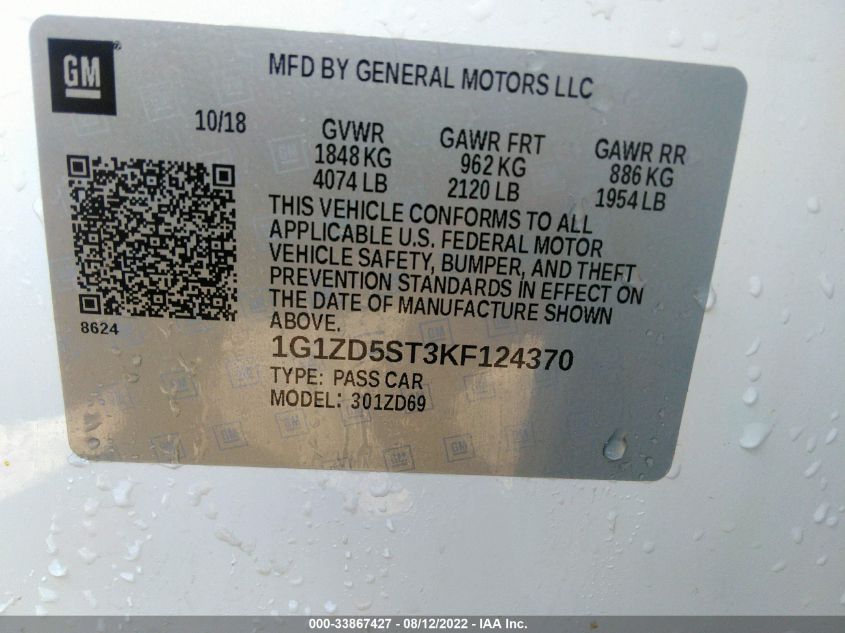 GM
MFD BY GENERAL MOTORS LLC
10/18
GVWR
1848 KG
4074 LB
GAWR FRT
962 KG
2120 LB
GAWR RR
886 KG
1954 LB
THIS VEHICLE CONFORMS TO ALL
APPLICABLE U.S. FEDERAL MOTOR
VEHICLE SAFETY, BUMPER, AND THEFT
PREVENTION STANDARDS IN EFFECT ON
THE DATE OF MANUFACTURE SHOWN
ABOVE.
8624
1G1ZD5ST3KF124370
TYPE: PASS CAR
MODEL: 301ZD69
000-33867427 - 08/12/2022 - IAA Inc.